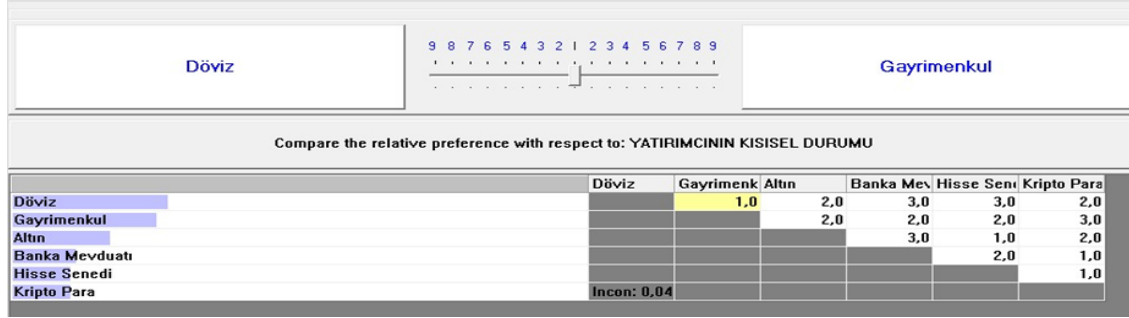 9 8 7 6 5 4 3 2 1 2 3 4 5 6 7 8 9
Döviz Gayrimenkul
Compare the relative preference with respect to: YATIRIMCININ KISISEL DURUMU
Döviz Gayrimenk Altın Banka Mev Hisse Sen Kripto Para
Döviz 1,0 2,0 3,0 3,0 2,0
Gayrimenkul 2,0 2,0 2,0 3,0
Altın 3,0 1,0 2,0
Banka Mevduatı 2,0 1,0
Hisse Senedi 1,0
Kripto Para Incon: 0,04